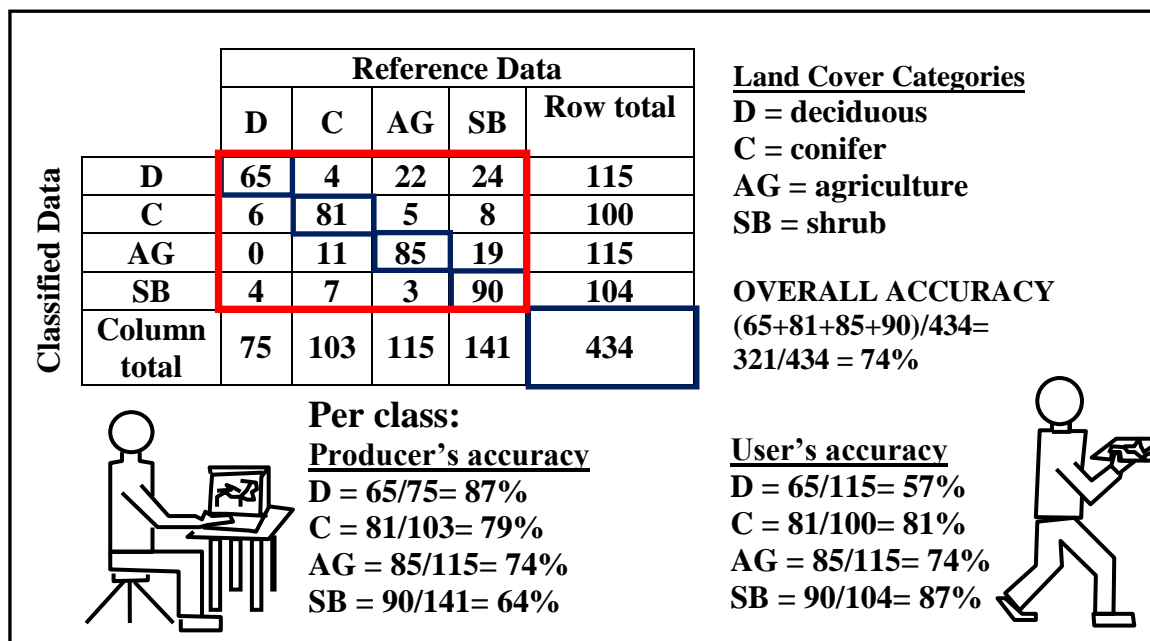 Reference Data
D C AG SB Row total
Classified Data
D 65 4 22 24 115
C 6 81 5 8 100
AG 0 11 85 19 115
SB 4 7 3 90 104
Column total 75 103 115 141 434
Land Cover Categories
D = deciduous
C = conifer
AG = agriculture
SB = shrub
OVERALL ACCURACY
(65+81+85+90)/434=
321/434 = 74%
Per class:
Producer’s accuracy
D = 65/75= 87%
C = 81/103= 79%
AG = 85/115= 74%
SB = 90/141= 64%
User’s accuracy
D = 65/115= 57%
C = 81/100= 81%
AG = 85/115= 74%
SB = 90/104= 87%